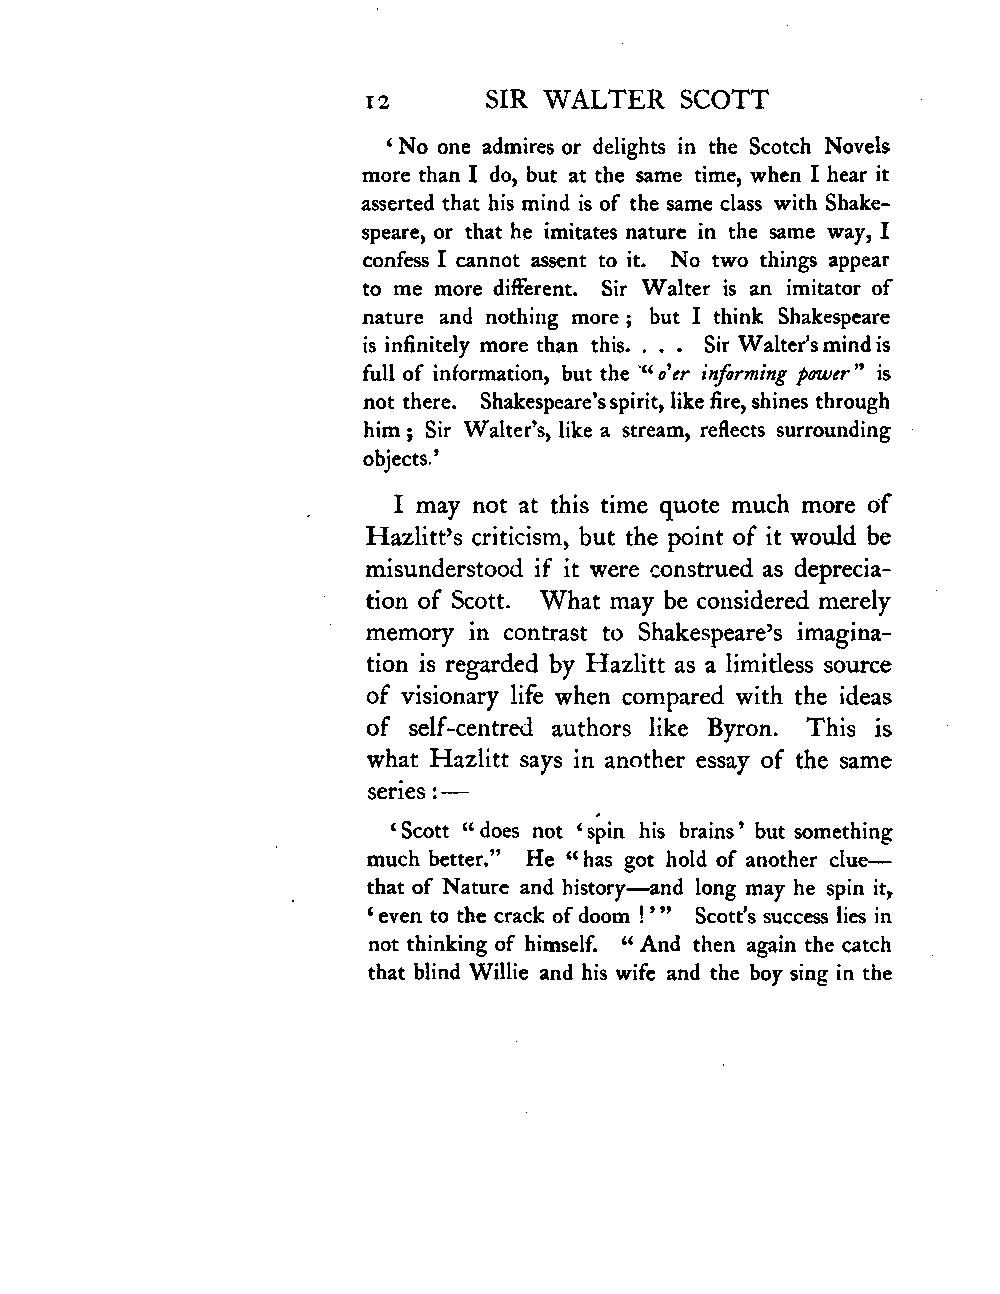 12 SIR WALTER SCOTT
‘No one admires or delights in the Scotch Novels
more than I do, but at the same time, when I hear it
asserted that his mind is of the same class with Shake-
speare, or that he imitates nature in the same way, I
confess I cannot assent to it. No two things appear
to me more different. Sir Walter is an imitator of
nature and nothing more; but I think Shakespeare
is infinitely more than this. . . . Sir Walter’s mind is
full of information, but the “o’er informing power” is
not there. Shakespeare’s spirit, like fire, shines through
him; Sir Walter’s, like a stream, reflects surrounding
objects.’
I may not at this time quote much more of
Hazlitt’s criticism, but the point of it would be
misunderstood if it were construed as deprecia-
tion of Scott. What may be considered merely
memory in contrast to Shakespeare’s imagina-
tion is regarded by Hazlitt as a limitless source
of visionary life when compared with the ideas
of self-centred authors like Byron. This is
what Hazlitt says in another essay of the same
series:—
‘Scott “does not ‘spin his brains’ but something
much better.” He “has got hold of another clue—
that of Nature and history—and long may he spin it,
‘even to the crack of doom!’” Scott’s success lies in
not thinking of himself. “And then again the catch
that blind Willie and his wife and the boy sing in the